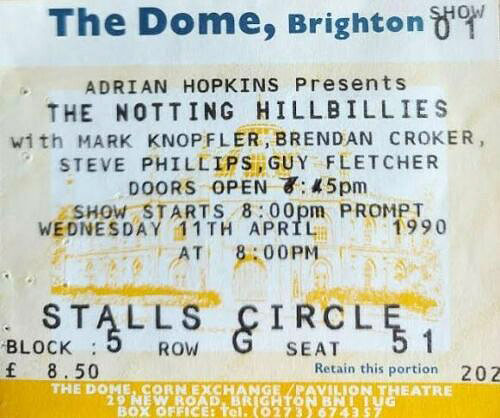 The Dome, Brighton SHOW 01
ADRIAN HOPKINS Presents
THE NOTTING HILLBILLIES
with MARK KNOPFLER, BRENDAN CROKER,
STEVE PHILLIPS, GUY FLETCHER
DOORS OPEN 45pm
SHOW STARTS 8:00pm PROMPT
WEDNESDAY 11TH APRIL 1990
AT 8:00PM
STALLS CIRCLE
BLOCK : 5 ROW G SEAT 51
£ 8.50 Retain this portion 202
THE DOME, CORN EXCHANGE / PAVILION THEATRE
29 NEW ROAD, BRIGHTON BN1 1UG
BOX OFFICE: Tel. (0273) 674357